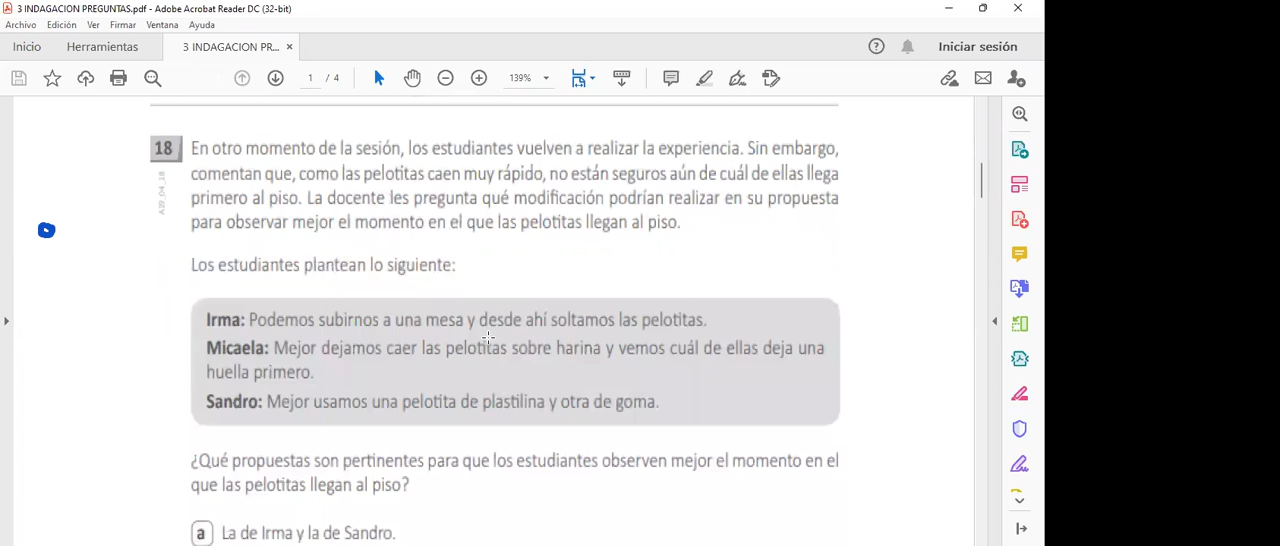 3 INDAGACION PREGUNTAS.pdf - Adobe Acrobat Reader DC (32-bit)
Archivo Edición Ver Firmar Ventana Ayuda
Inicio Herramientas 3 INDAGACION PR... × Iniciar sesión
1 / 4 139%
18 En otro momento de la sesión, los estudiantes vuelven a realizar la experiencia. Sin embargo,
comentan que, como las pelotitas caen muy rápido, no están seguros aún de cuál de ellas llega
primero al piso. La docente les pregunta qué modificación podrían realizar en su propuesta
para observar mejor el momento en el que las pelotitas llegan al piso.
A19_04_18
Los estudiantes plantean lo siguiente:
Irma: Podemos subirnos a una mesa y desde ahí soltamos las pelotitas.
Micaela: Mejor dejamos caer las pelotitas sobre harina y vemos cuál de ellas deja una
huella primero.
Sandro: Mejor usamos una pelotita de plastilina y otra de goma.
¿Qué propuestas son pertinentes para que los estudiantes observen mejor el momento en el
que las pelotitas llegan al piso?
a La de Irma y la de Sandro.